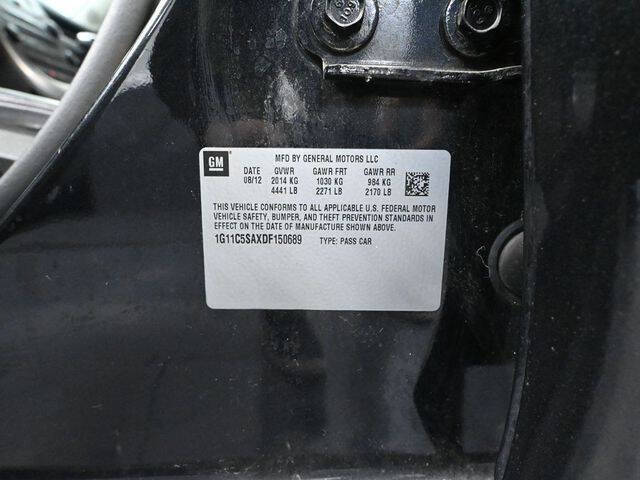 GM
MFD BY GENERAL MOTORS LLC
DATE GVWR GAWR FRT GAWR RR
08/12 2014 KG 1030 KG 984 KG
4441 LB 2271 LB 2170 LB
THIS VEHICLE CONFORMS TO ALL APPLICABLE U.S. FEDERAL MOTOR
VEHICLE SAFETY, BUMPER, AND THEFT PREVENTION STANDARDS IN
EFFECT ON THE DATE OF MANUFACTURE SHOWN ABOVE.
1G11C5SAXDF150689 TYPE: PASS CAR